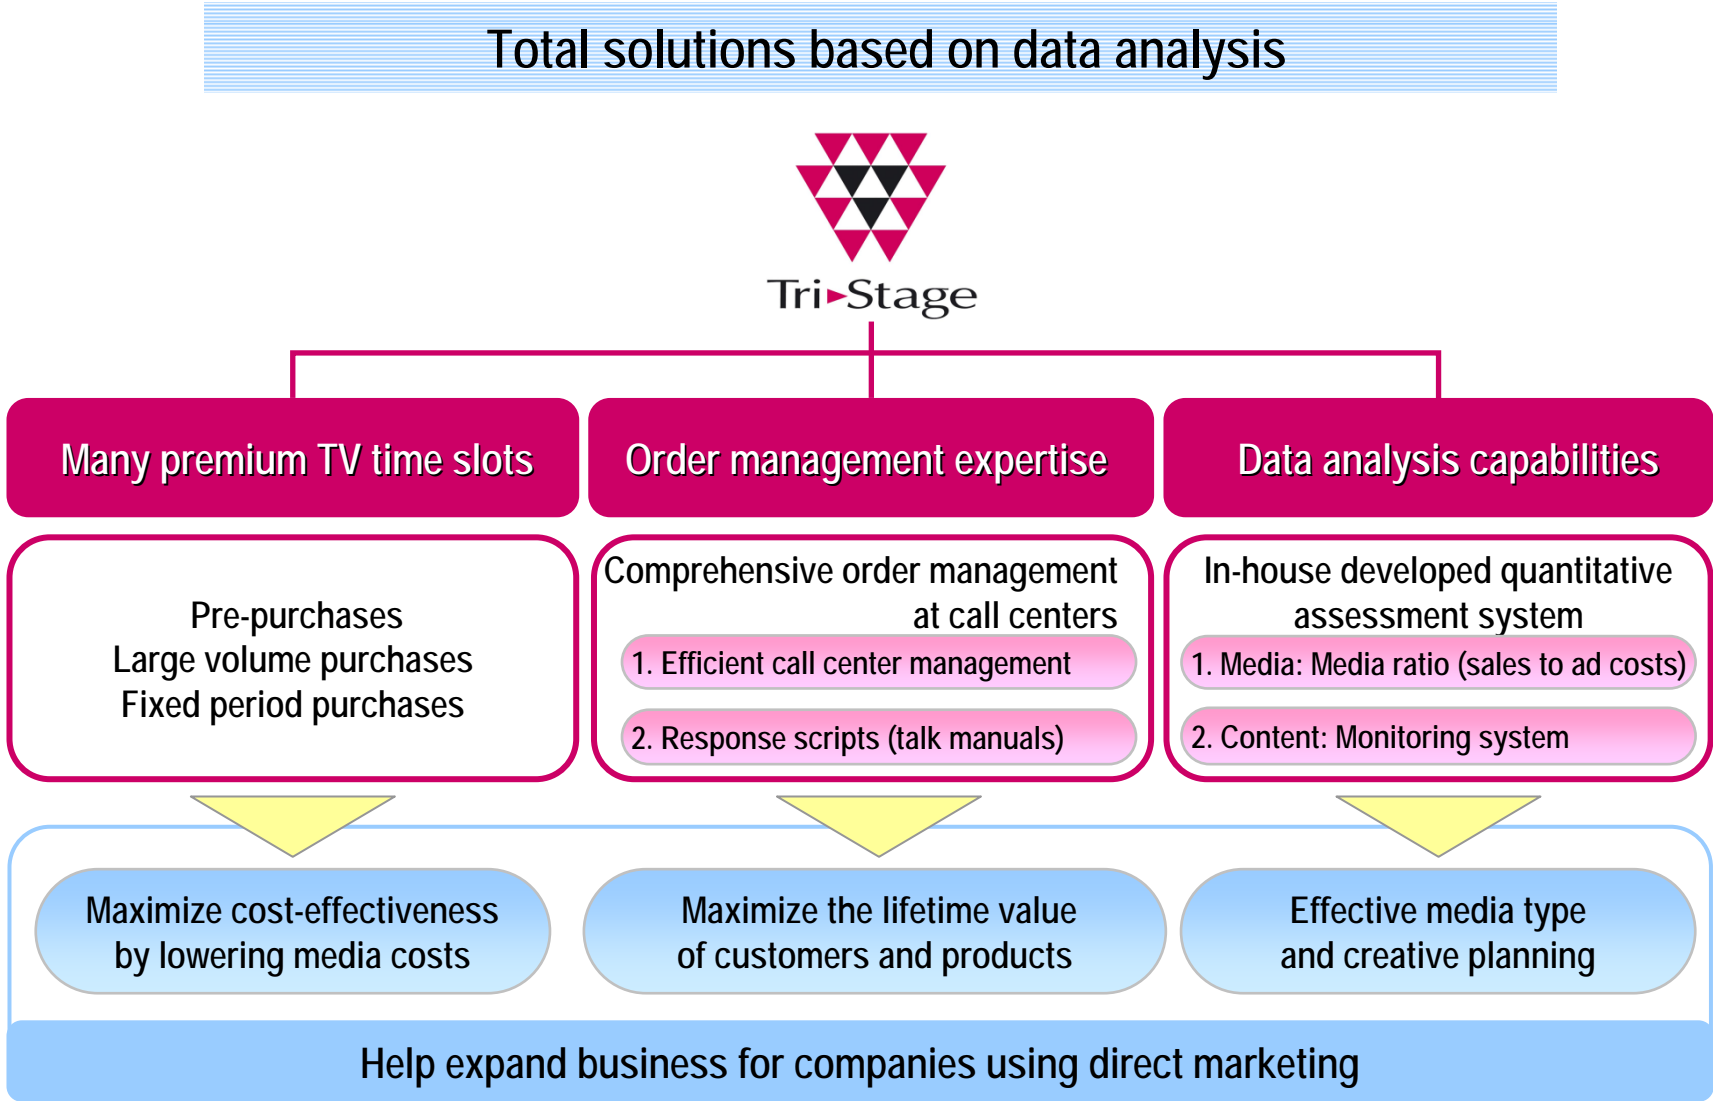 Total solutions based on data analysis
Tri-Stage
Many premium TV time slots
Order management expertise
Data analysis capabilities
Pre-purchases
Large volume purchases
Fixed period purchases
Comprehensive order management
at call centers
1. Efficient call center management
2. Response scripts (talk manuals)
In-house developed quantitative
assessment system
1. Media: Media ratio (sales to ad costs)
2. Content: Monitoring system
Maximize cost-effectiveness
by lowering media costs
Maximize the lifetime value
of customers and products
Effective media type
and creative planning
Help expand business for companies using direct marketing